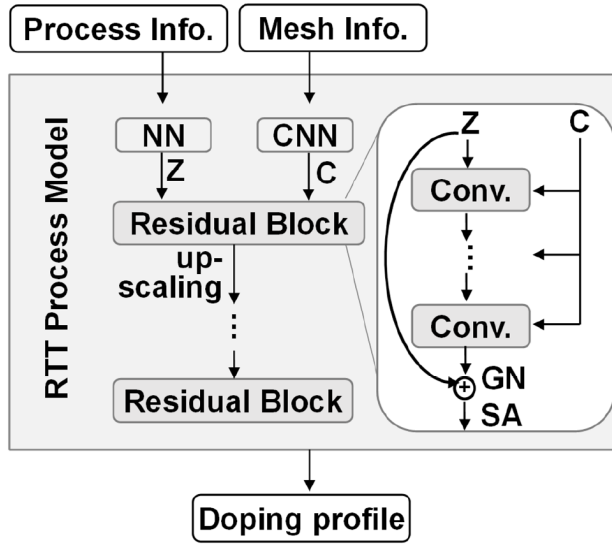 Process Info.
Mesh Info.
RTT Process Model
NN
CNN
Z
C
Residual Block
up-
scaling
...
Residual Block
Z
C
Conv.
...
Conv.
+
GN
SA
Doping profile